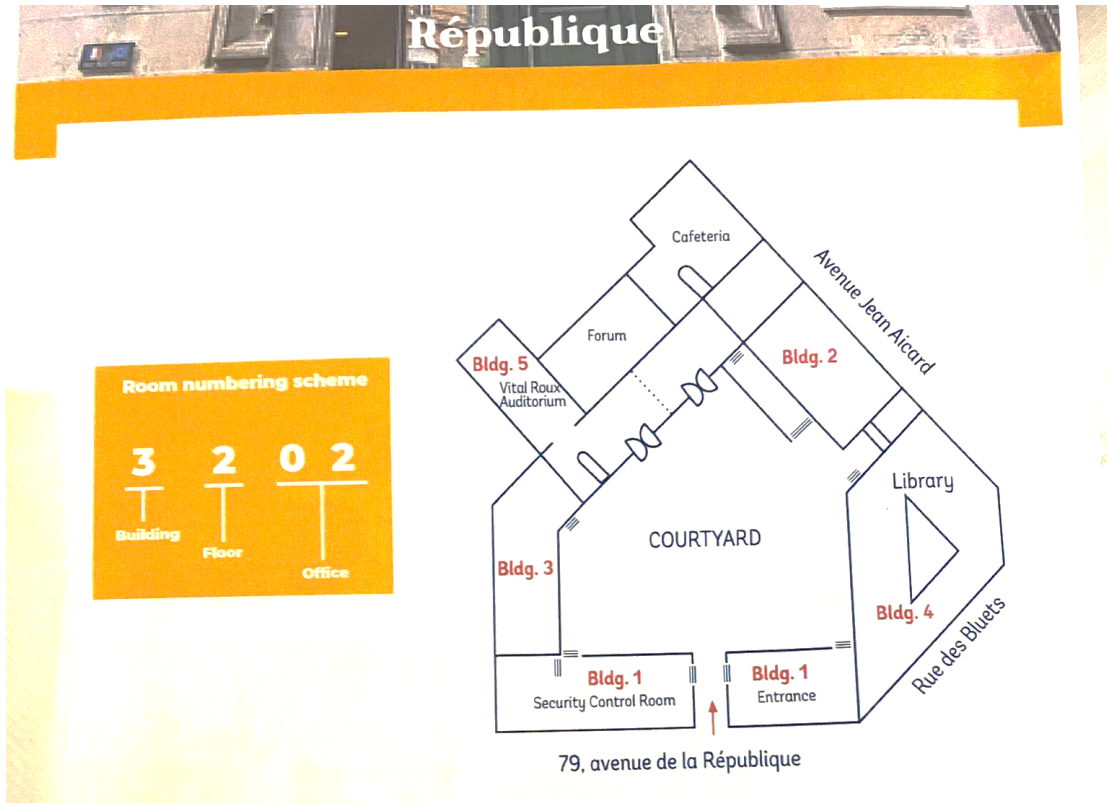 République
Room numbering scheme
3 2 0 2
Building
Floor
Office
Cafeteria
Avenue Jean Aicard
Forum
Bldg. 5
Vital Roux
Auditorium
Bldg. 2
Library
COURTYARD
Bldg. 3
Bldg. 4
Rue des Bluets
Bldg. 1
Security Control Room
Bldg. 1
Entrance
79, avenue de la République